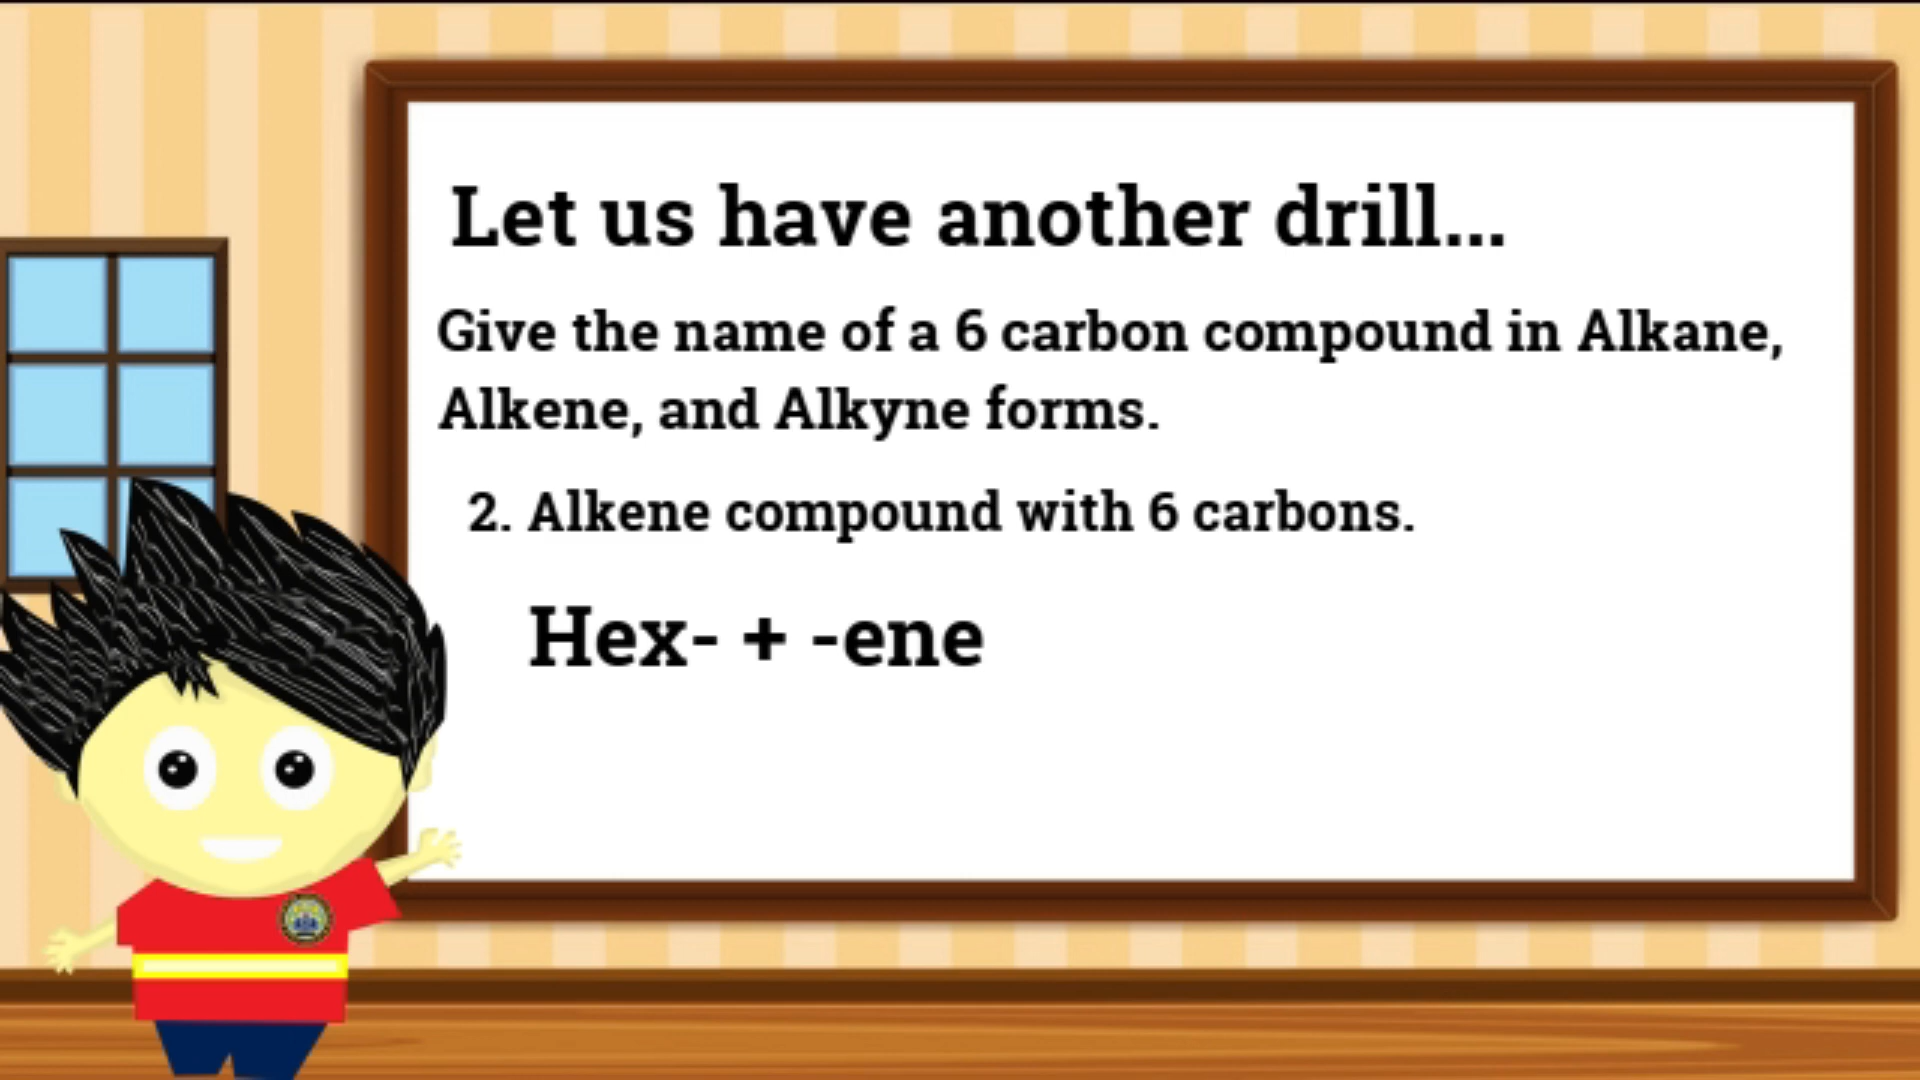 Let us have another drill...
Give the name of a 6 carbon compound in Alkane,
Alkene, and Alkyne forms.
2. Alkene compound with 6 carbons.
Hex- + -ene